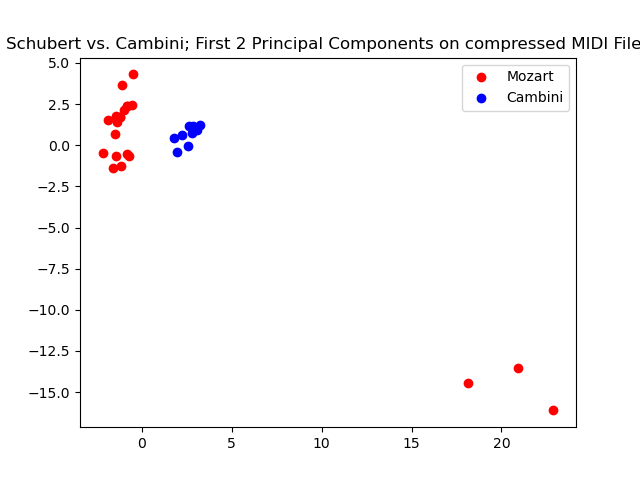 Schubert vs. Cambini; First 2 Principal Components on compressed MIDI File
Mozart
Cambini
5.0
2.5
0.0
−2.5
−5.0
−7.5
−10.0
−12.5
−15.0
0 5 10 15 20